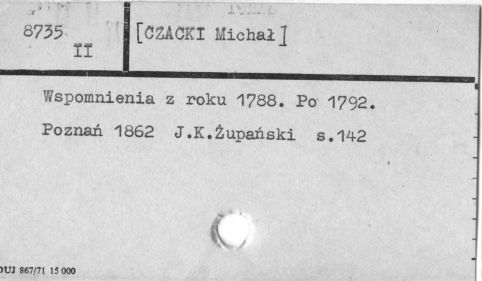 8735 [CZACKI Michał]
II
Wspomnienia z roku 1788. Po 1792.
Poznań 1862 J.K.Żupański s.142
DUJ 867/71 15 000